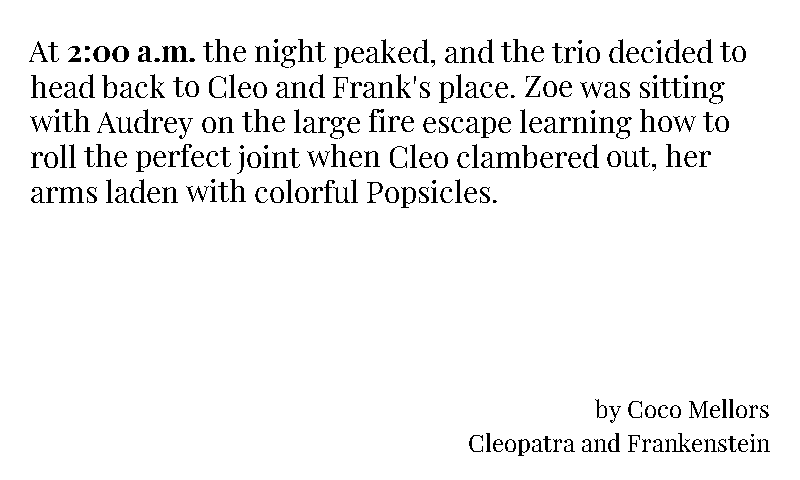 At 2:00 a.m. the night peaked, and the trio decided to
head back to Cleo and Frank's place. Zoe was sitting
with Audrey on the large fire escape learning how to
roll the perfect joint when Cleo clambered out, her
arms laden with colorful Popsicles.
by Coco Mellors
Cleopatra and Frankenstein